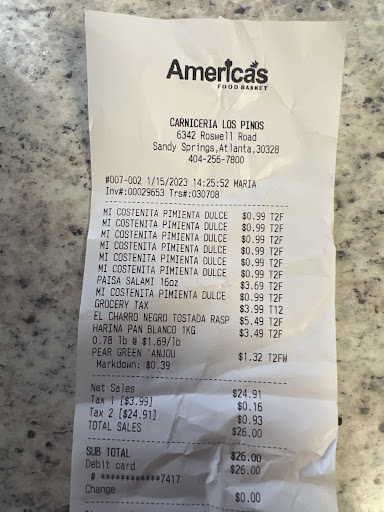 America's
FOOD BASKET
CARNICERIA LOS PINOS
6342 Roswell Road
Sandy Springs,Atlanta,30328
404-256-7800
#007-002 1/15/2023 14:25:52 MARIA
Inv#:00029653 Trs#:030708
MI COSTENITA PIMIENTA DULCE $0.99 T2F
MI COSTENITA PIMIENTA DULCE $0.99 T2F
MI COSTENITA PIMIENTA DULCE $0.99 T2F
MI COSTENITA PIMIENTA DULCE $0.99 T2F
MI COSTENITA PIMIENTA DULCE $0.99 T2F
MI COSTENITA PIMIENTA DULCE $0.99 T2F
PAISA SALAMI 16oz $3.69 T2F
MI COSTENITA PIMIENTA DULCE $0.99 T2F
GROCERY TAX $3.99 T12
EL CHARRO NEGRO TOSTADA RASP $5.49 T2F
HARINA PAN BLANCO 1KG $3.49 T2F
0.78 lb @ $1.69/lb
PEAR GREEN 'ANJOU $1.32 T2FW
Markdown: $0.39
Net Sales $24.91
Tax 1 [$3.99] $0.16
Tax 2 [$24.91] $0.93
TOTAL SALES $26.00
SUB TOTAL $26.00
Debit card $26.00
# ************7417
Change $0.00